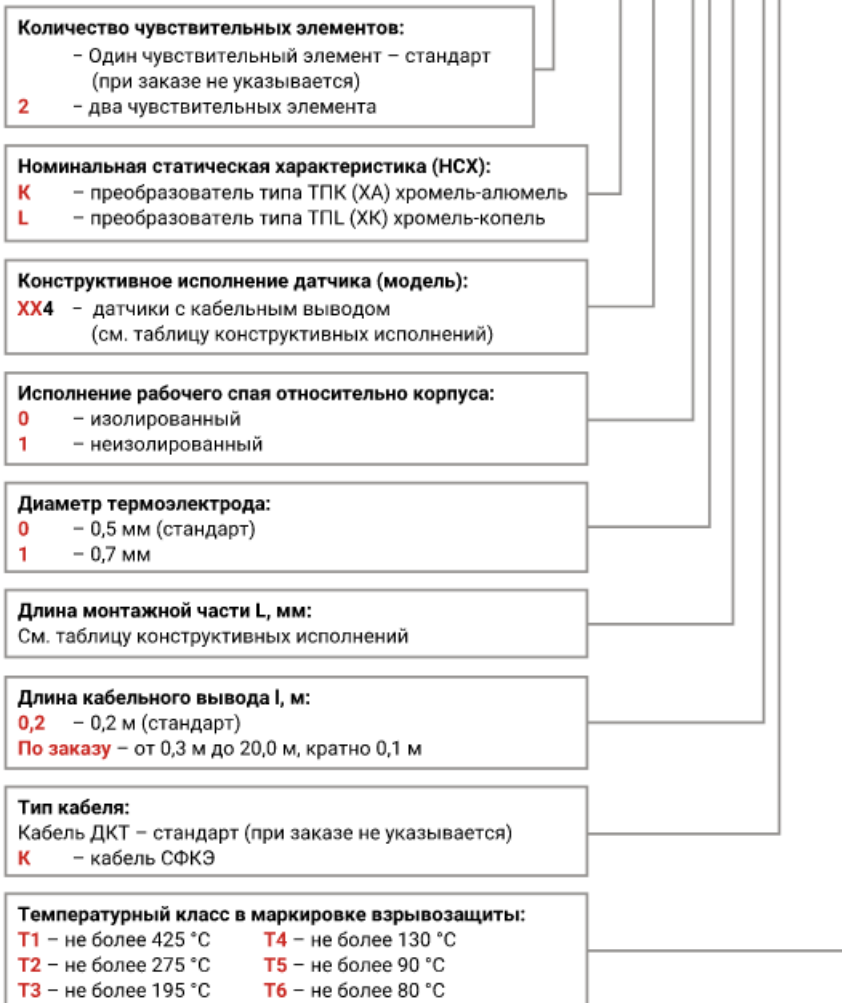 Количество чувствительных элементов:
– Один чувствительный элемент – стандарт
(при заказе не указывается)
2 – два чувствительных элемента
Номинальная статическая характеристика (НСХ):
K – преобразователь типа ТПК (ХА) хромель-алюмель
L – преобразователь типа ТПL (ХК) хромель-копель
Конструктивное исполнение датчика (модель):
XX4 – датчики с кабельным выводом
(см. таблицу конструктивных исполнений)
Исполнение рабочего спая относительно корпуса:
0 – изолированный
1 – неизолированный
Диаметр термоэлектрода:
0 – 0,5 мм (стандарт)
1 – 0,7 мм
Длина монтажной части L, мм:
См. таблицу конструктивных исполнений
Длина кабельного вывода l, м:
0,2 – 0,2 м (стандарт)
По заказу – от 0,3 м до 20,0 м, кратно 0,1 м
Тип кабеля:
Кабель ДКТ – стандарт (при заказе не указывается)
К – кабель СФКЭ
Температурный класс в маркировке взрывозащиты:
T1 – не более 425 °С T4 – не более 130 °С
T2 – не более 275 °С T5 – не более 90 °С
T3 – не более 195 °С T6 – не более 80 °С